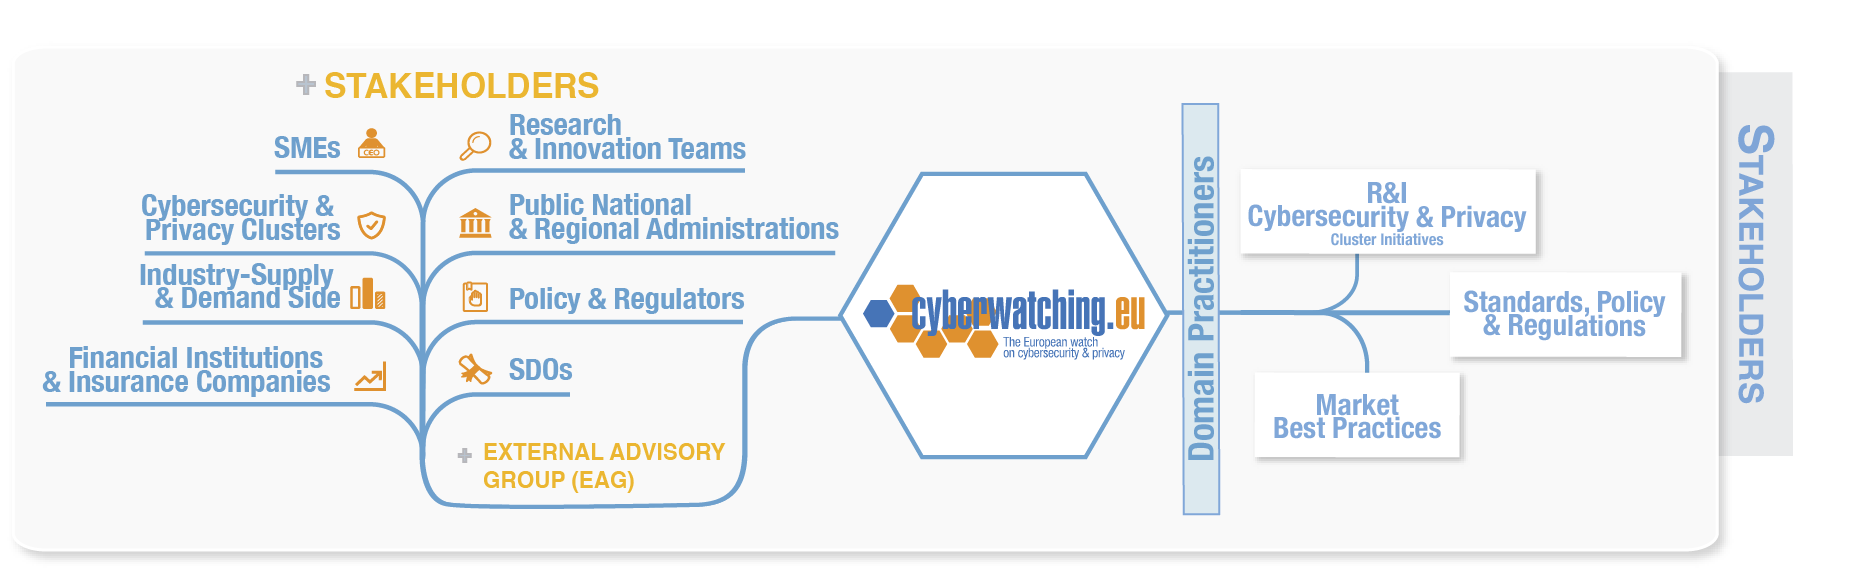 STAKEHOLDERS
SMEs
CEO
Cybersecurity &
Privacy Clusters
Industry-Supply
& Demand Side
Financial Institutions
& Insurance Companies
Research
& Innovation Teams
Public National
& Regional Administrations
Policy & Regulators
SDOs
EXTERNAL ADVISORY
GROUP (EAG)
cyberwatching.eu
The European watch
on cybersecurity & privacy
Domain Practitioners
R&I
Cybersecurity & Privacy
Cluster Initiatives
Standards, Policy
& Regulations
Market
Best Practices
STAKEHOLDERS